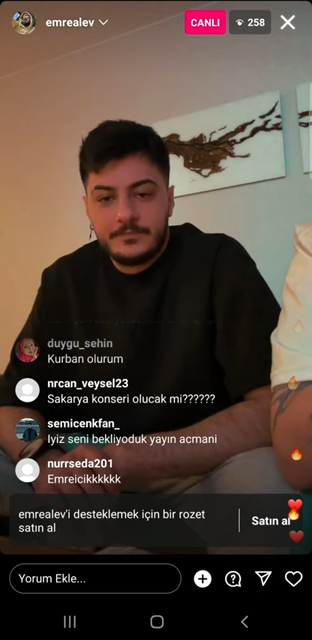 emrealev
CANLI
258
duygu_sehin
Kurban olurum
nrcan_veysel23
Sakarya konseri olucak mi??????
semicenkfan_
Iyiz seni bekliyoduk yayın acmani
nurrseda201
Emreicikkkkkk
emrealev'i desteklemek için bir rozet
satın al
Satın al
Yorum Ekle...